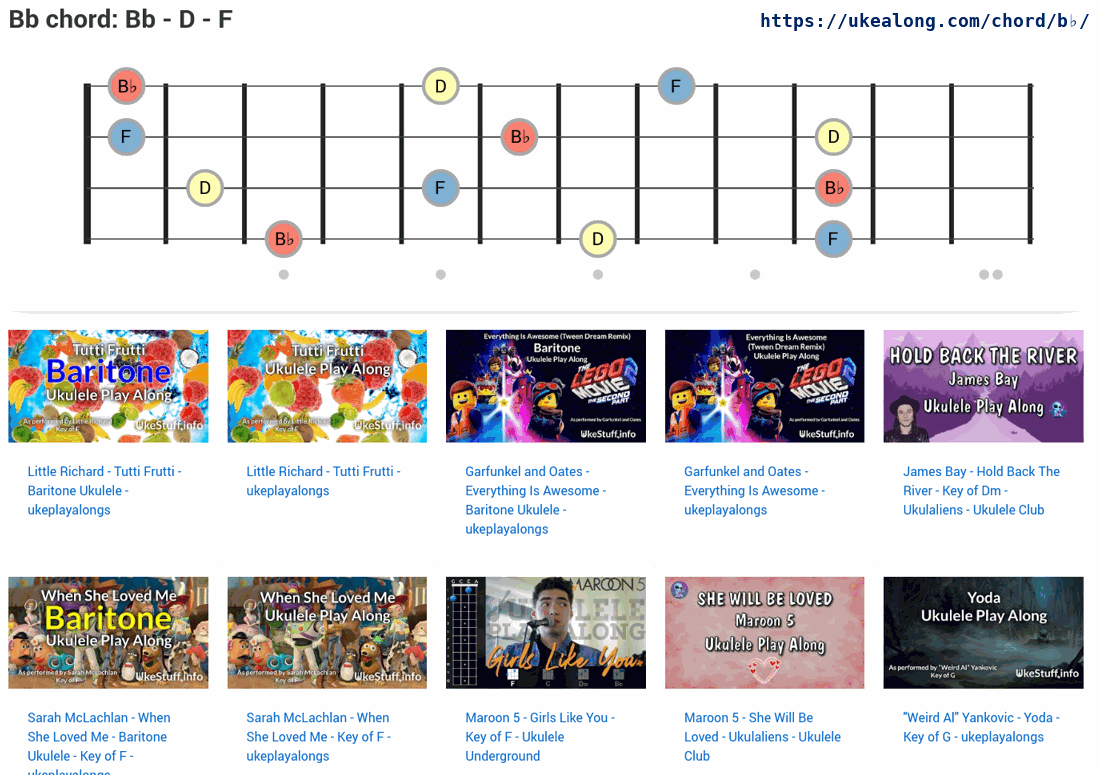 Bb chord: Bb - D - F
https://ukealong.com/chord/b♭/
B♭ D F
F B♭ D
D F B♭
B♭ D F
Tutti Frutti
Baritone
Ukulele Play Along
As performed by Little Richard
Key of F
UkeStuff.info
Tutti Frutti
Ukulele Play Along
As performed by Little Richard
Key of F
UkeStuff.info
Everything Is Awesome (Tween Dream Remix)
Baritone
Ukulele Play Along
THE
LEGO
MOVIE
THE SECOND
PART
As performed by Garfunkel and Oates
UkeStuff.info
Everything Is Awesome
(Tween Dream Remix)
Ukulele Play Along
THE
LEGO
MOVIE
THE SECOND
PART
As performed by Garfunkel and Oates
UkeStuff.info
HOLD BACK THE RIVER
James Bay
Ukulele Play Along
Little Richard - Tutti Frutti -
Baritone Ukulele -
ukeplayalongs
Little Richard - Tutti Frutti -
ukeplayalongs
Garfunkel and Oates -
Everything Is Awesome -
Baritone Ukulele -
ukeplayalongs
Garfunkel and Oates -
Everything Is Awesome -
ukeplayalongs
James Bay - Hold Back The
River - Key of Dm -
Ukulaliens - Ukulele Club
When She Loved Me
Baritone
Ukulele Play Along
As performed by Sarah McLachlan
Key of F
UkeStuff.info
When She Loved Me
Ukulele Play Along
As performed by Sarah McLachlan
Key of F
UkeStuff.info
G C E A
MAROON 5
UKULELE
PLAY ALONG
Girls Like You
F C Dm B♭
SHE WILL BE LOVED
Maroon 5
Ukulele Play Along
Yoda
Ukulele Play Along
As performed by "Weird Al" Yankovic
Key of G
UkeStuff.info
Sarah McLachlan - When
She Loved Me - Baritone
Ukulele - Key of F -
ukeplayalongs
Sarah McLachlan - When
She Loved Me - Key of F -
ukeplayalongs
Maroon 5 - Girls Like You -
Key of F - Ukulele
Underground
Maroon 5 - She Will Be
Loved - Ukulaliens - Ukulele
Club
"Weird Al" Yankovic - Yoda -
Key of G - ukeplayalongs